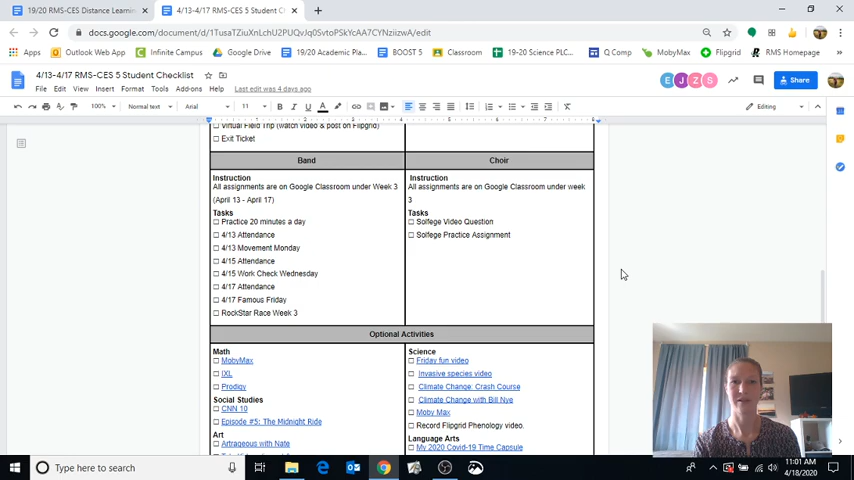 19/20 RMS-CES Distance Learnin
4/13-4/17 RMS-CES 5 Student Ch
docs.google.com/document/d/1TusaTZiuXnLchU2PUQvJq0SvtoPSkYcAA7CYNziizwA/edit
Apps
Outlook Web App
Infinite Campus
Google Drive
19/20 Academic Pla...
BOOST 5
Classroom
19-20 Science PLC...
Q Comp
MobyMax
Flipgrid
RMS Homepage
4/13-4/17 RMS-CES 5 Student Checklist
File Edit View Insert Format Tools Add-ons Help
Last edit was 4 days ago
E J Z S
Share
100%
Normal text
Arial
11
B I U A
Editing
Virtual Field Trip (watch video & post on Flipgrid)
Exit Ticket
Band
Choir
Instruction
All assignments are on Google Classroom under Week 3
(April 13 - April 17)
Tasks
Practice 20 minutes a day
4/13 Attendance
4/13 Movement Monday
4/15 Attendance
4/15 Work Check Wednesday
4/17 Attendance
4/17 Famous Friday
RockStar Race Week 3
Instruction
All assignments are on Google Classroom under week
3
Tasks
Solfege Video Question
Solfege Practice Assignment
Optional Activities
Math
MobyMax
IXL
Prodigy
Social Studies
CNN 10
Episode #5: The Midnight Ride
Art
Artrageous with Nate
Science
Friday fun video
Invasive species video
Climate Change: Crash Course
Climate Change with Bill Nye
Moby Max
Record Flipgrid Phenology video.
Language Arts
My 2020 Covid-19 Time Capsule
Type here to search
11:01 AM
4/18/2020